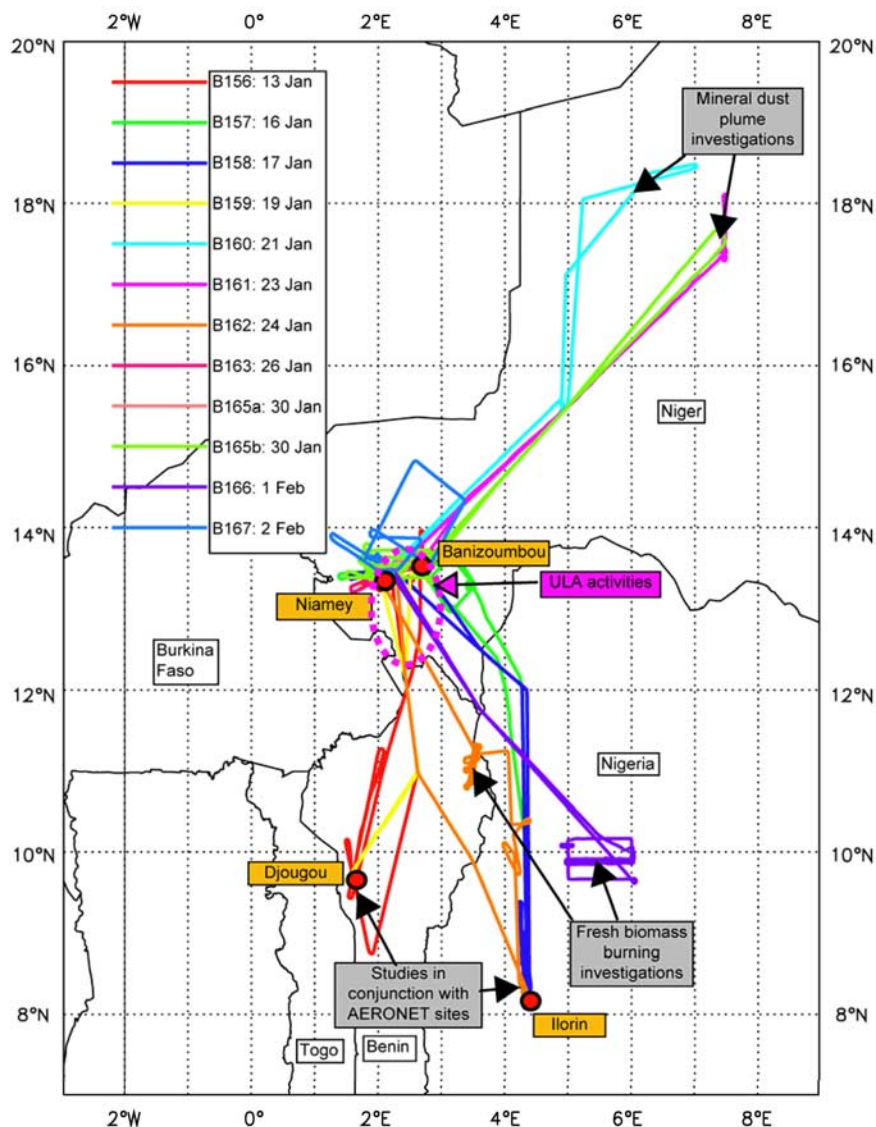 2°W 0° 2°E 4°E 6°E 8°E
20°N 20°N
B156: 13 Jan
Mineral dust
plume
investigations
B157: 16 Jan
B158: 17 Jan
18°N 18°N
B159: 19 Jan
B160: 21 Jan
B161: 23 Jan
B162: 24 Jan
16°N 16°N
B163: 26 Jan
B165a: 30 Jan
Niger
B165b: 30 Jan
B166: 1 Feb
B167: 2 Feb
14°N 14°N
Banizoumbou
ULA activities
Niamey
Burkina
Faso
12°N 12°N
Nigeria
10°N 10°N
Djougou
Fresh biomass
burning
investigations
Studies in
conjunction with
AERONET sites
8°N 8°N
Ilorin
Togo Benin
2°W 0° 2°E 4°E 6°E 8°E